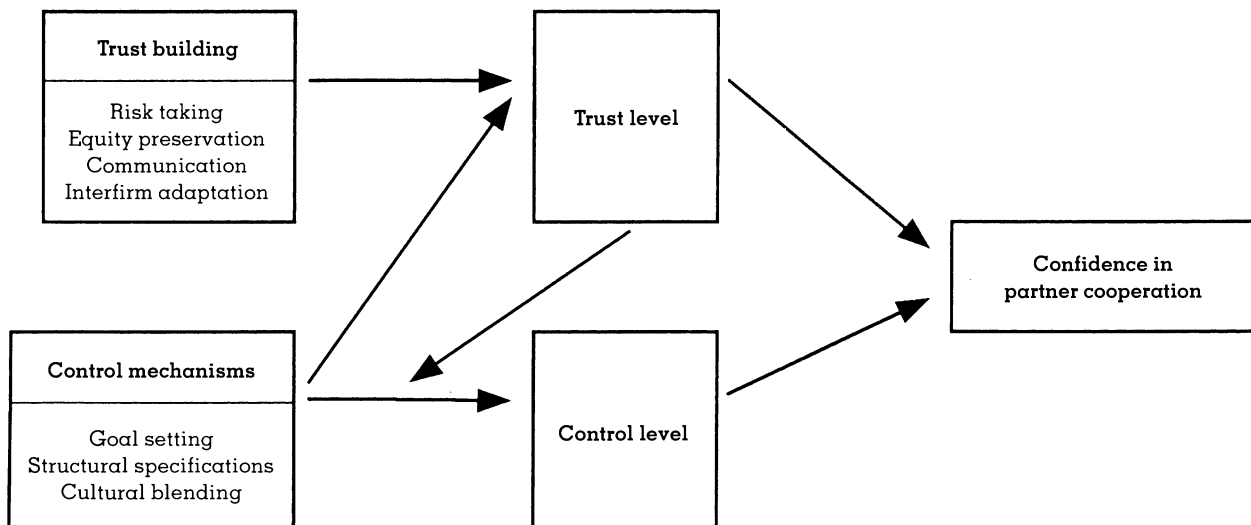 Trust building
Risk taking
Equity preservation
Communication
Interfirm adaptation
Trust level
Confidence in
partner cooperation
Control mechanisms
Goal setting
Structural specifications
Cultural blending
Control level